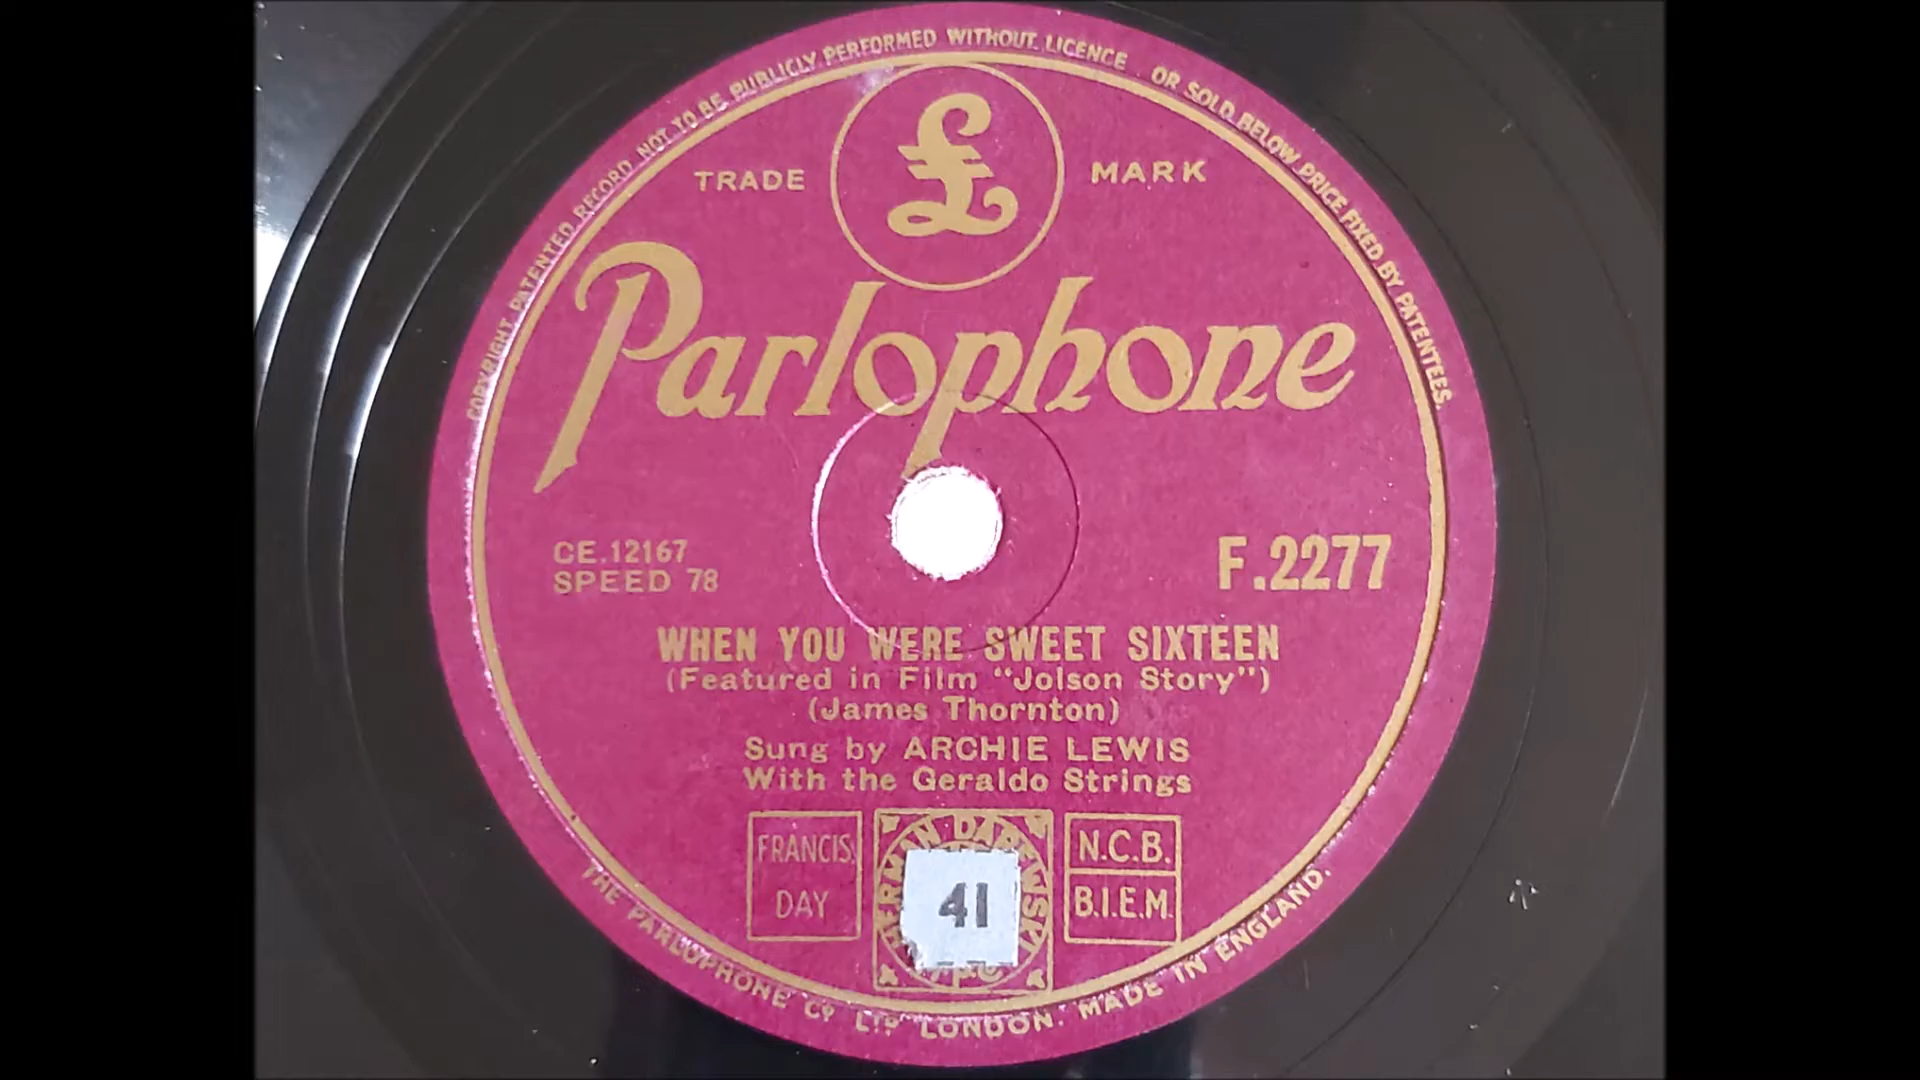 COPYRIGHT PATENTED RECORD NOT TO BE PUBLICLY PERFORMED WITHOUT LICENCE OR SOLD BELOW PRICE FIXED BY PATENTEES.
£
TRADE MARK
Parlophone
CE.12167
SPEED 78
F.2277
WHEN YOU WERE SWEET SIXTEEN
(Featured in Film "Jolson Story")
(James Thornton)
Sung by ARCHIE LEWIS
With the Geraldo Strings
FRANCIS.
DAY
HERMAN DAREWSKI
41
N.C.B.
B.I.E.M.
THE PARLOPHONE Co LTD LONDON. MADE IN ENGLAND.